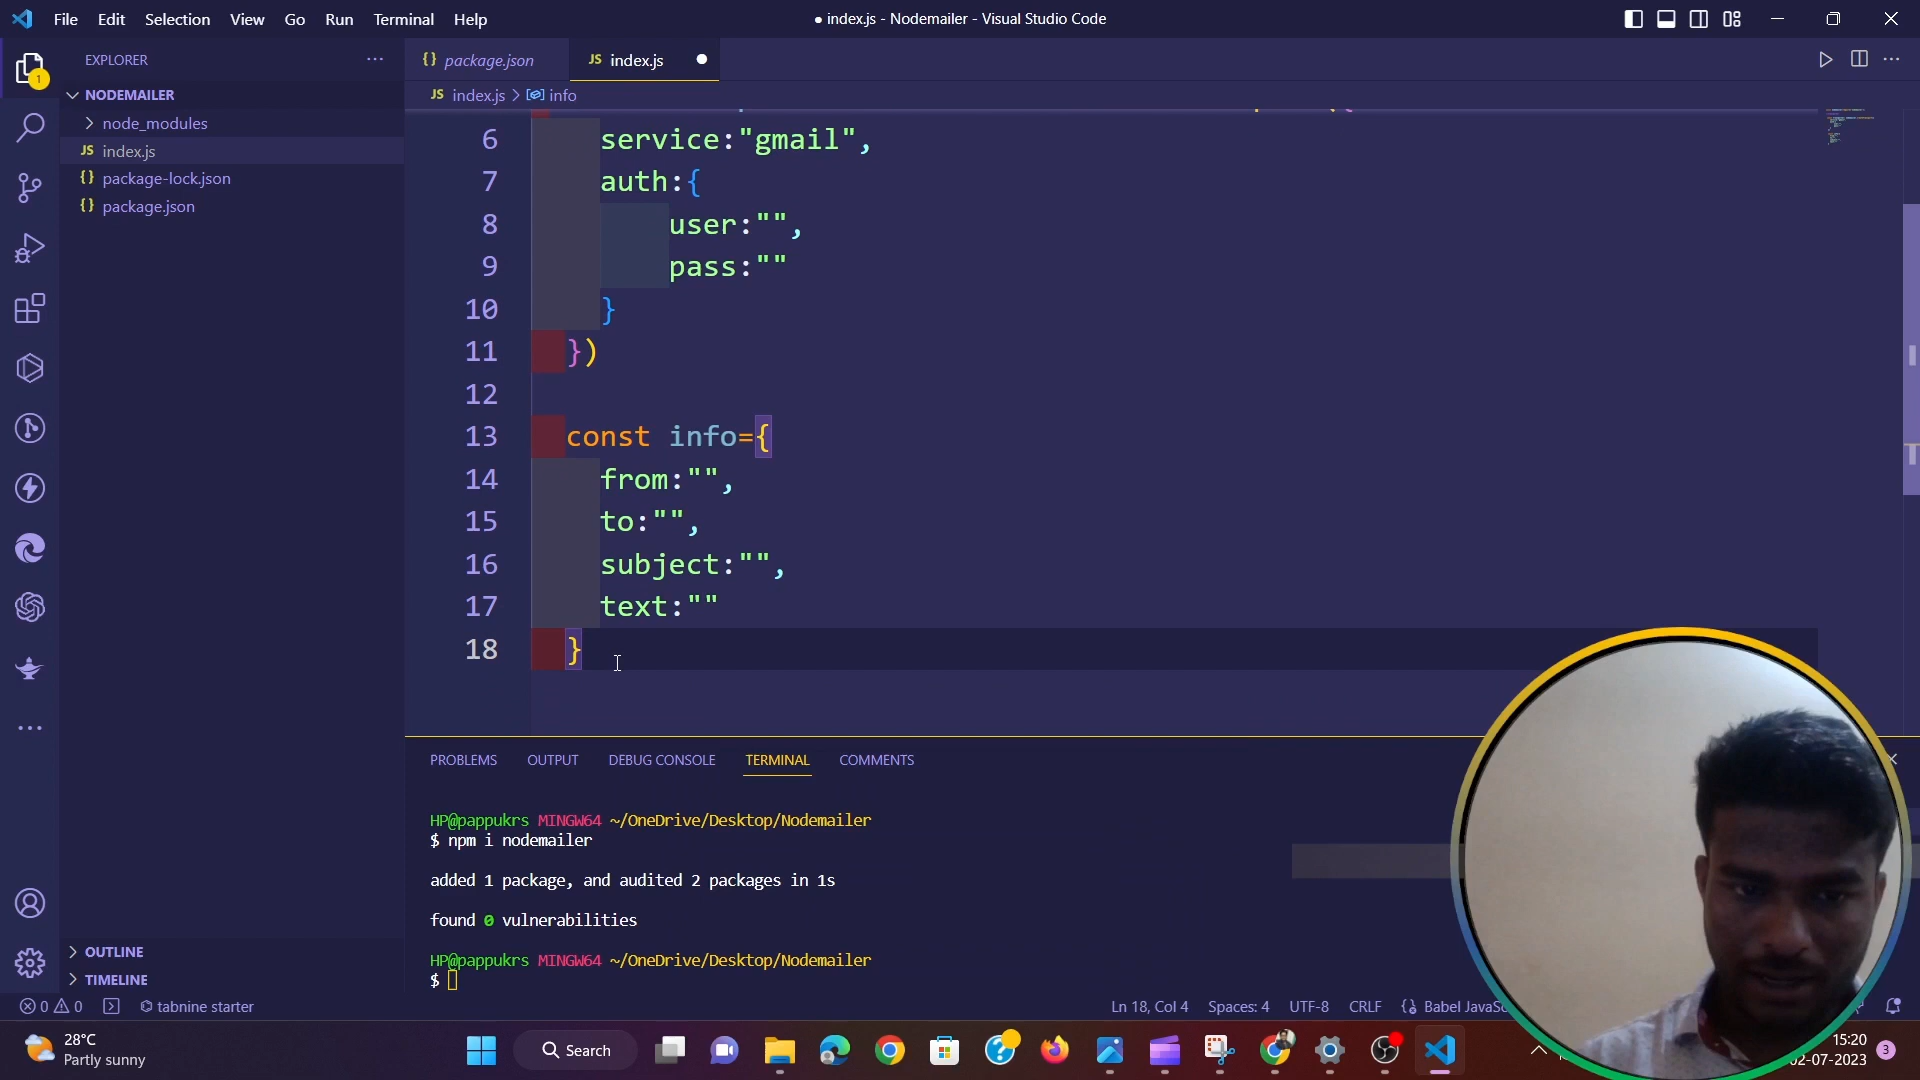 File Edit Selection View Go Run Terminal Help
● index.js - Nodemailer - Visual Studio Code
EXPLORER
package.json
JS index.js
JS index.js > info
1
NODEMAILER
node_modules
JS index.js
package-lock.json
package.json
6 service:"gmail",
7 auth:{
8 user:"",
9 pass:""
10 }
11 })
12
13 const info={
14 from:"",
15 to:"",
16 subject:"",
17 text:""
18 }
PROBLEMS OUTPUT DEBUG CONSOLE TERMINAL COMMENTS
HP@pappukrs MINGW64 ~/OneDrive/Desktop/Nodemailer
$ npm i nodemailer
added 1 package, and audited 2 packages in 1s
found 0 vulnerabilities
HP@pappukrs MINGW64 ~/OneDrive/Desktop/Nodemailer
$
OUTLINE
TIMELINE
0 0 tabnine starter
Ln 18, Col 4 Spaces: 4 UTF-8 CRLF {} Babel
28°C
Partly sunny
Search
15:20
02-07-2023
3